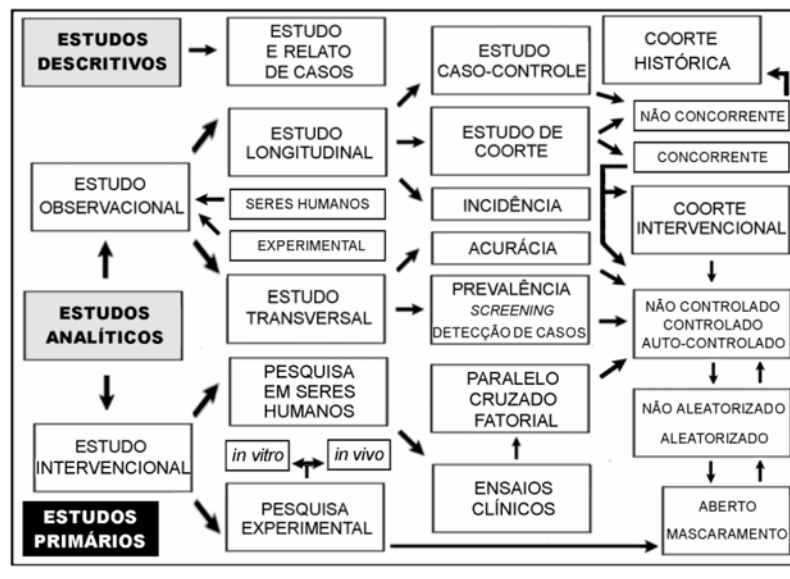 ESTUDOS
DESCRITIVOS
ESTUDO
E RELATO
DE CASOS
ESTUDO
CASO-CONTROLE
COORTE
HISTÓRICA
ESTUDO
LONGITUDINAL
ESTUDO DE
COORTE
NÃO CONCORRENTE
CONCORRENTE
ESTUDO
OBSERVACIONAL
SERES HUMANOS
EXPERIMENTAL
INCIDÊNCIA
COORTE
INTERVENCIONAL
ACURÁCIA
ESTUDOS
ANALÍTICOS
ESTUDO
TRANSVERSAL
PREVALÊNCIA
SCREENING
DETECÇÃO DE CASOS
NÃO CONTROLADO
CONTROLADO
AUTO-CONTROLADO
PESQUISA
EM SERES
HUMANOS
PARALELO
CRUZADO
FATORIAL
NÃO ALEATORIZADO
ALEATORIZADO
ESTUDO
INTERVENCIONAL
in vitro
in vivo
PESQUISA
EXPERIMENTAL
ENSAIOS
CLÍNICOS
ABERTO
MASCARAMENTO
ESTUDOS
PRIMÁRIOS